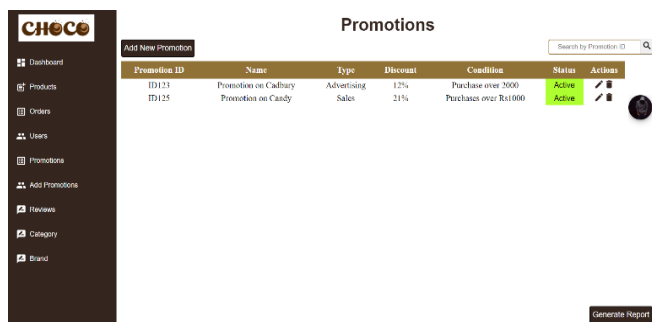 CHOCO
Dashboard
Products
Orders
Users
Promotions
Add Promotions
Reviews
Category
Brand
Promotions
Add New Promotion
Search by Promotion ID
Promotion ID Name Type Discount Condition Status Actions
ID123 Promotion on Cadbury Advertising 12% Purchase over 2000 Active
ID125 Promotion on Candy Sales 21% Purchases over Rs1000 Active
Generate Report